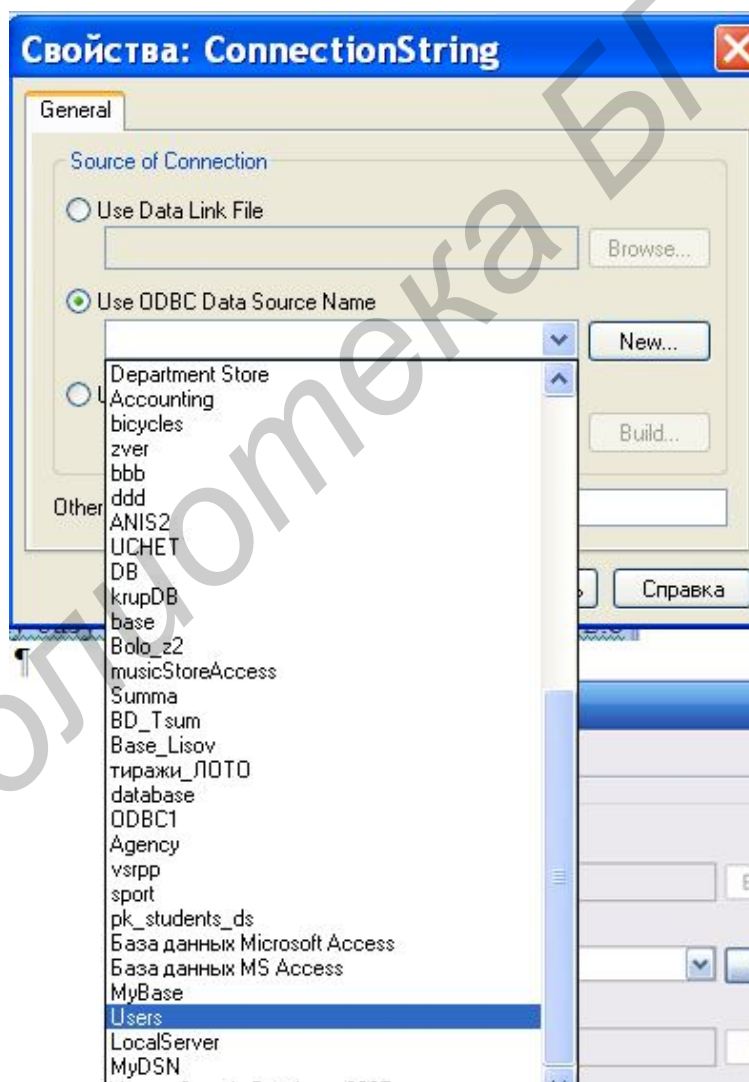 Свойства: ConnectionString
General
Source of Connection
Use Data Link File
Browse...
Use ODBC Data Source Name
New...
Department Store
Accounting
bicycles
zver
Build...
bbb
ddd
Other
ANIS2
UCHET
DB
krupDB
Справка
base
Bolo_z2
musicStoreAccess
Summa
BD_Tsum
Base_Lisov
тиражи_ЛОТО
database
ODBC1
Agency
vsrpp
sport
pk_students_ds
База данных Microsoft Access
База данных MS Access
MyBase
Users
LocalServer
MyDSN